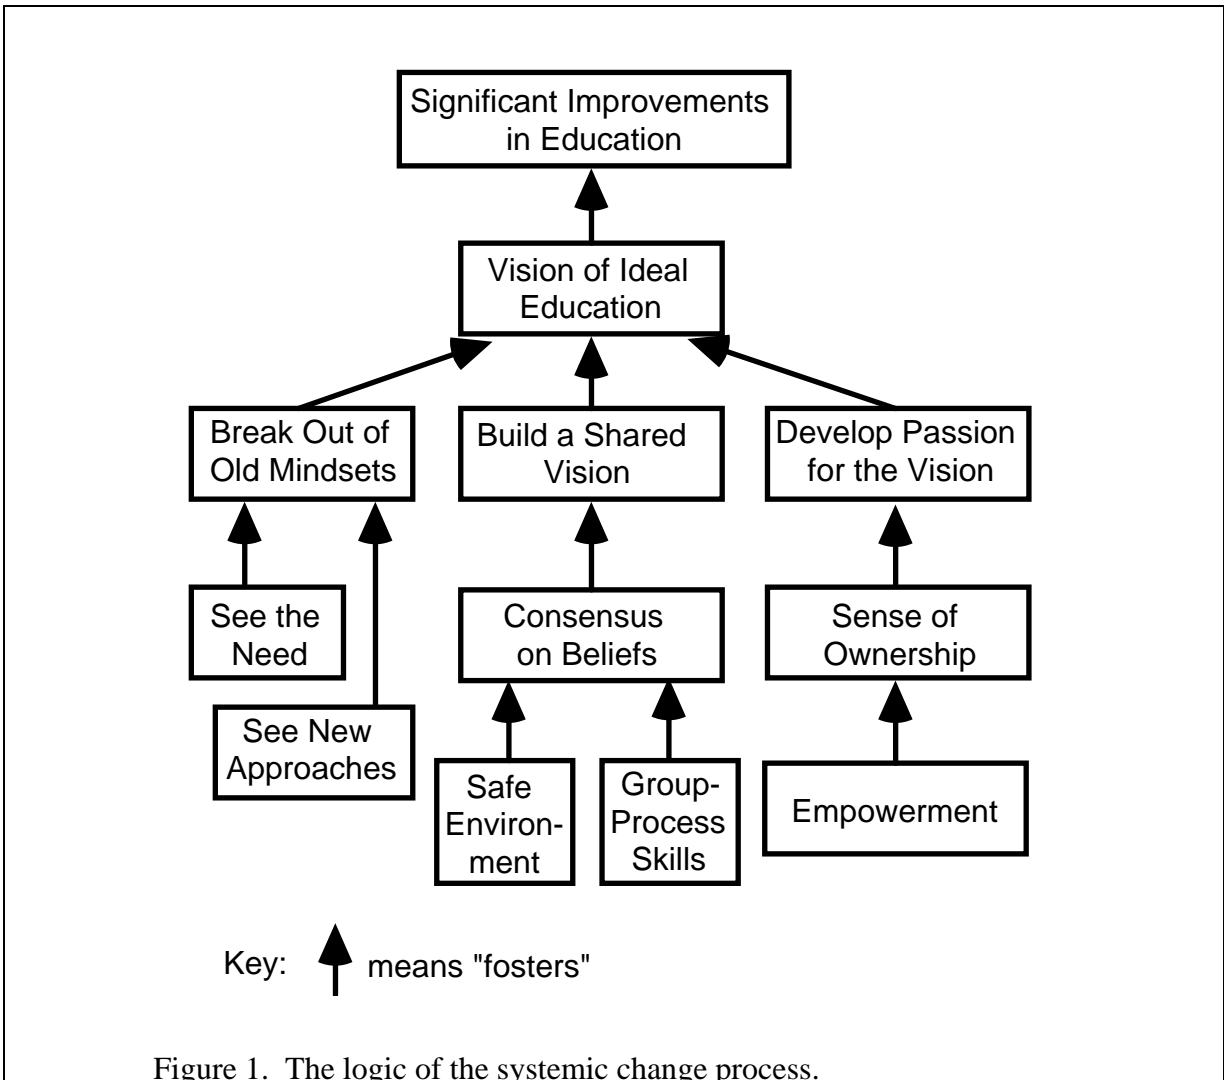 Significant Improvements
in Education
Vision of Ideal
Education
Break Out of
Old Mindsets
Build a Shared
Vision
Develop Passion
for the Vision
See the
Need
Consensus
on Beliefs
Sense of
Ownership
See New
Approaches
Safe
Environ-
ment
Group-
Process
Skills
Empowerment
Key:
means "fosters"
Figure 1.  The logic of the systemic change process.